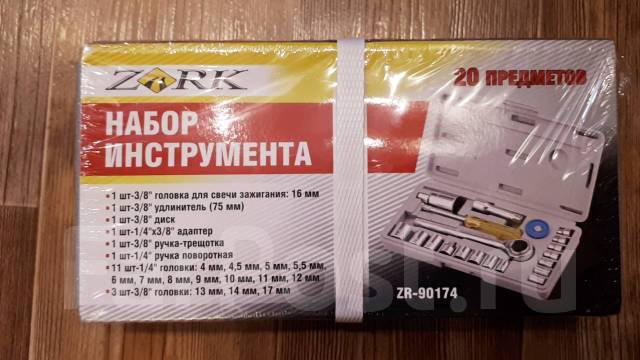 ZORK
20 ПРЕДМЕТОВ
НАБОР
ИНСТРУМЕНТА
• 1 шт-3/8" головка для свечи зажигания: 16 мм
• 1 шт-3/8" удлинитель (75 мм)
• 1 шт-3/8" диск
• 1 шт-1/4"x3/8" адаптер
• 1 шт-3/8" ручка-трещотка
• 1 шт-1/4" ручка поворотная
• 11 шт-1/4" головки: 4 мм, 4,5 мм, 5 мм, 5,5 мм,
6 мм, 7 мм, 8 мм, 9 мм, 10 мм, 11 мм, 12 мм
• 3 шт-3/8" головки: 13 мм, 14 мм, 17 мм
ZR-90174